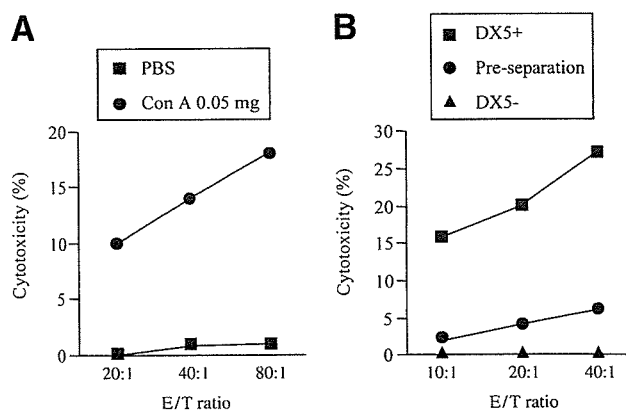 A
PBS
Con A 0.05 mg
Cytotoxicity (%)
20
15
10
5
0
20:1 40:1 80:1
E/T ratio
B
DX5+
Pre-separation
DX5-
Cytotoxicity (%)
30
25
20
15
10
5
0
10:1 20:1 40:1
E/T ratio